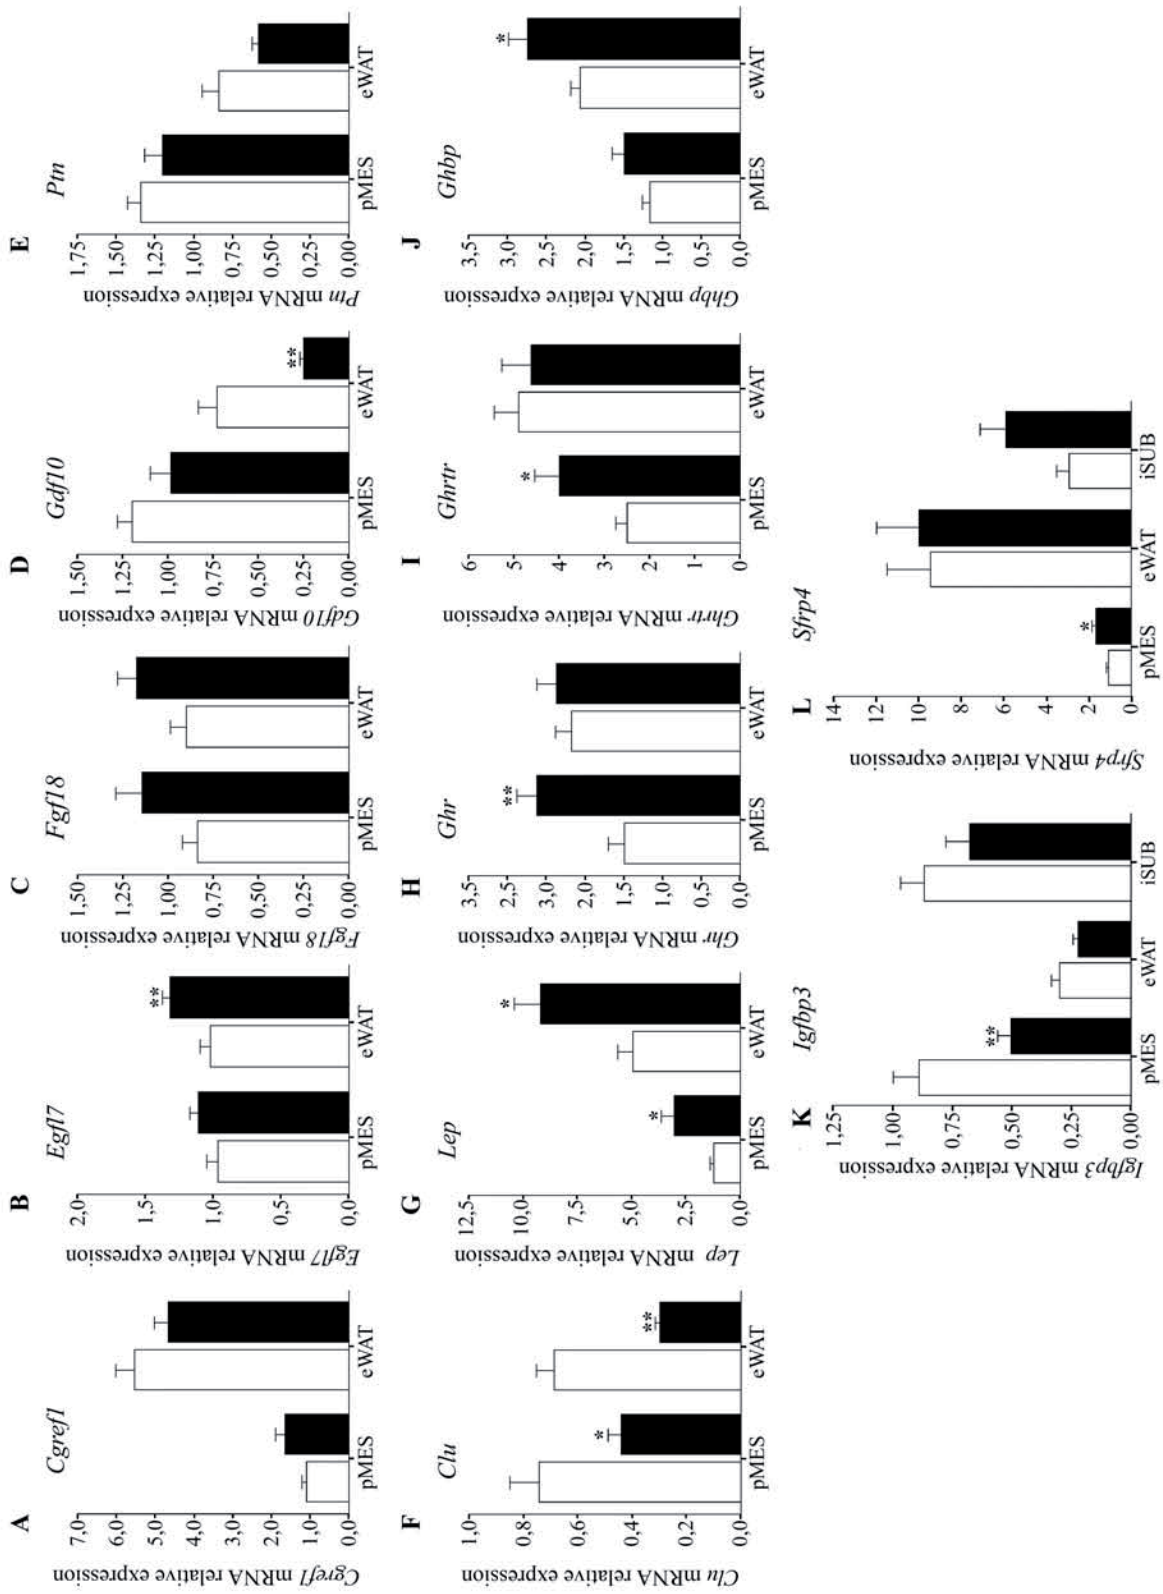 A
Cgref1
Cgref1 mRNA relative expression
7,0
6,0
5,0
4,0
3,0
2,0
1,0
0,0
pMES eWAT
B
Egfl7
Egfl7 mRNA relative expression
2,0
1,5
1,0
0,5
0,0
**
pMES eWAT
C
Fgf18
Fgf18 mRNA relative expression
1,50
1,25
1,00
0,75
0,50
0,25
0,00
pMES eWAT
D
Gdf10
Gdf10 mRNA relative expression
1,50
1,25
1,00
0,75
0,50
0,25
0,00
**
pMES eWAT
E
Ptn
Ptn mRNA relative expression
1,75
1,50
1,25
1,00
0,75
0,50
0,25
0,00
pMES eWAT
F
Clu
Clu mRNA relative expression
1,0
0,8
0,6
0,4
0,2
0,0
* **
pMES eWAT
G
Lep
Lep mRNA relative expression
12,5
10,0
7,5
5,0
2,5
0,0
* *
pMES eWAT
H
Ghr
Ghr mRNA relative expression
3,5
2,5
2,5
2,0
1,5
1,0
0,5
0,0
**
pMES eWAT
I
Ghrtr
Ghrtr mRNA relative expression
6
5
4
3
2
1
0
*
pMES eWAT
J
Ghbp
Ghbp mRNA relative expression
3,5
3,0
2,5
2,0
1,5
1,0
0,5
0,0
*
pMES eWAT
K
Igfbp3
Igfbp3 mRNA relative expression
1,25
1,00
0,75
0,50
0,25
0,00
**
pMES eWAT iSUB
L
Sfrp4
Sfrp4 mRNA relative expression
14
12
10
8
6
4
2
0
*
pMES eWAT iSUB